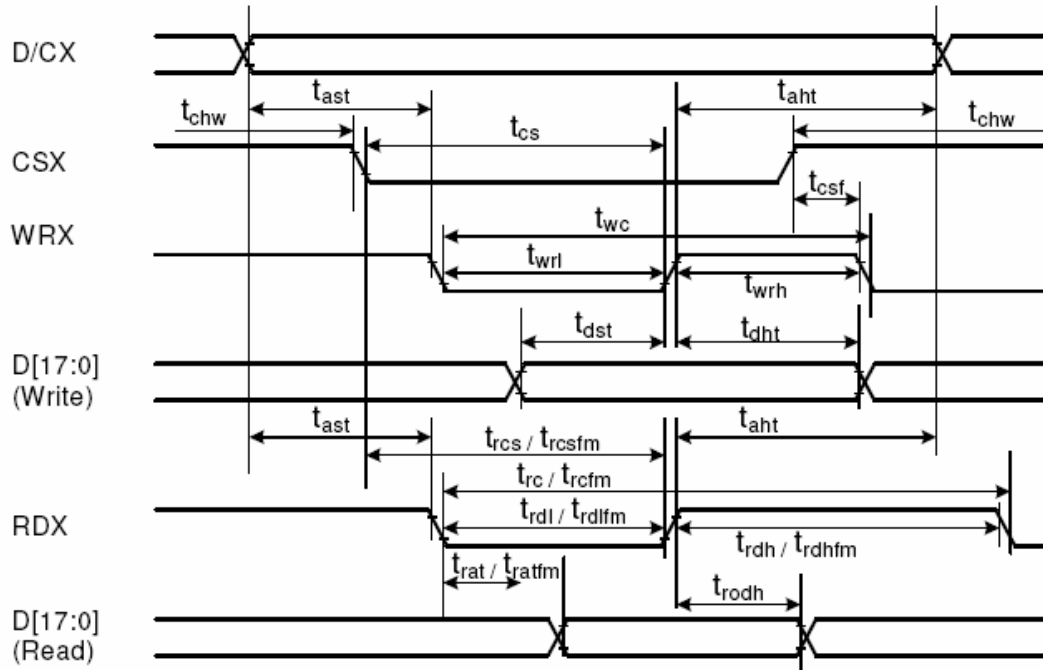 D/CX
t_ast
t_aht
t_chw
t_chw
t_cs
CSX
t_csf
WRX
t_wc
t_wrl
t_wrh
t_dst
t_dht
D[17:0]
(Write)
t_ast
t_aht
t_rcs / t_rcsfm
t_rc / t_rcfm
t_rdl / t_rdlfm
RDX
t_rdh / t_rdhfm
t_rat / t_ratfm
t_rodh
D[17:0]
(Read)